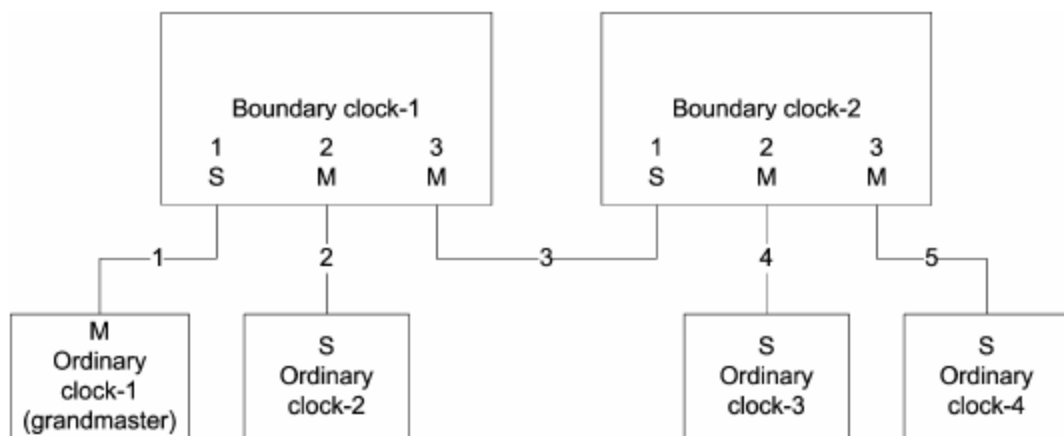 Boundary clock-1
1 2 3
S M M
Boundary clock-2
1 2 3
S M M
1
2
3
4
5
M
Ordinary
clock-1
(grandmaster)
S
Ordinary
clock-2
S
Ordinary
clock-3
S
Ordinary
clock-4